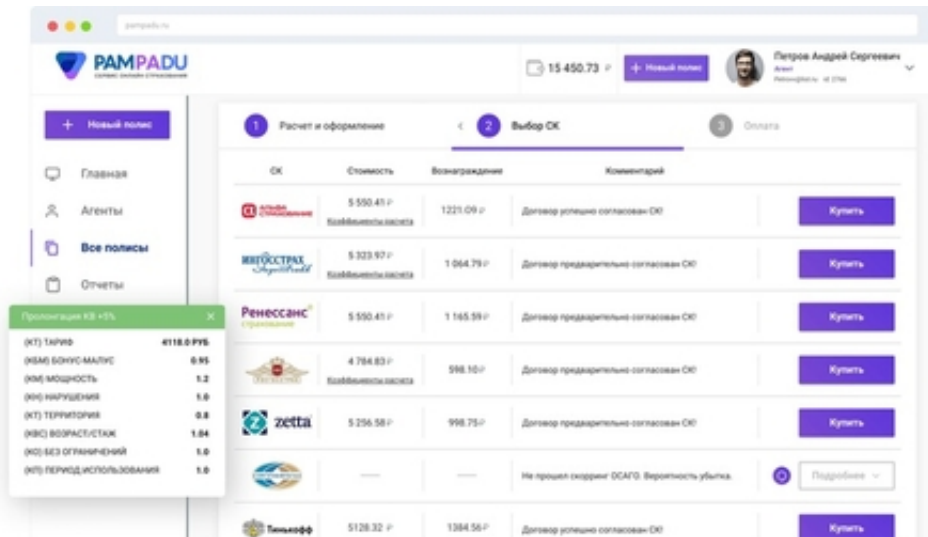 pampadu.ru
PAMPADU
СЕРВИС ОНЛАЙН СТРАХОВАНИЯ
15 450.73 ₽
+ Новый полис
Петров Андрей Сергеевич
Агент
+ Новый полис
1 Расчет и оформление
2 Выбор СК
3 Оплата
Главная
Агенты
Все полисы
Отчеты
СК Стоимость Вознаграждение Комментарий
АЛЬФА СТРАХОВАНИЕ 5 550.41 ₽ Коэффициенты расчета 1221.09 ₽ Договор успешно согласован СК! Купить
ИНГОССТРАХ Ingosstrakh 5 323.97 ₽ Коэффициенты расчета 1 064.79 ₽ Договор предварительно согласован СК! Купить
Ренессанс страхование 5 550.41 ₽ 1 165.59 ₽ Договор предварительно согласован СК! Купить
4 784.83 ₽ Коэффициенты расчета 598.10 ₽ Договор предварительно согласован СК! Купить
zetta 5 256.58 ₽ 998.75 ₽ Договор предварительно согласован СК! Купить
Не прошел скорринг ОСАГО. Вероятность убытка. Подробнее
Тинькофф 5128.32 ₽ 1384.56 ₽ Договор успешно согласован СК! Купить
Пролонгация КВ +5%
(КТ) ТАРИФ 4118.0 РУБ
(КБМ) БОНУС-МАЛУС 0.95
(КМ) МОЩНОСТЬ 1.2
(КН) НАРУШЕНИЯ 1.0
(КТ) ТЕРРИТОРИЯ 0.8
(КВС) ВОЗРАСТ/СТАЖ 1.04
(КО) БЕЗ ОГРАНИЧЕНИЙ 1.0
(КП) ПЕРИОД ИСПОЛЬЗОВАНИЯ 1.0